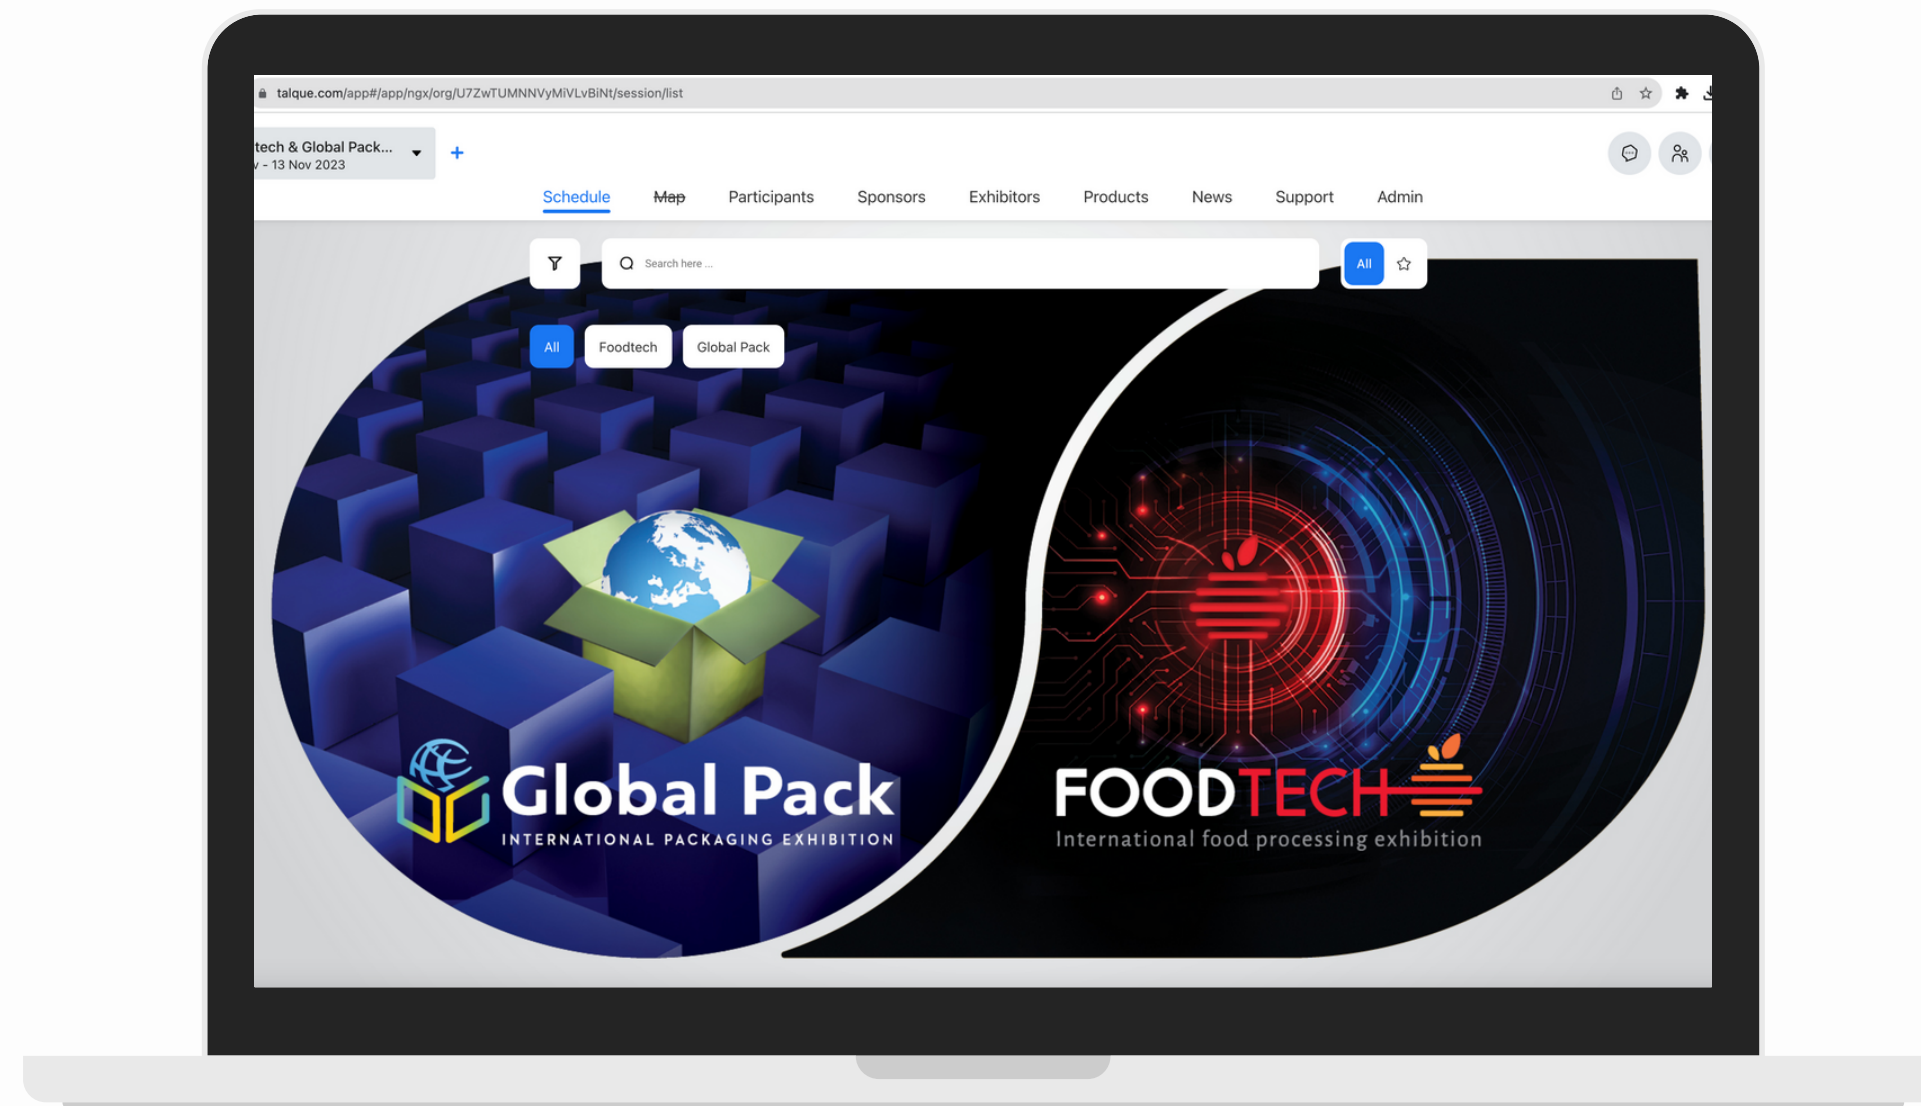 talque.com/app#/app/ngx/org/U7ZwTUMNNVyMiVLvBiNt/session/list
tech & Global Pack...
v - 13 Nov 2023
+
Schedule Map Participants Sponsors Exhibitors Products News Support Admin
Search here ...
All
All Foodtech Global Pack
Global Pack
INTERNATIONAL PACKAGING EXHIBITION
FOODTECH
International food processing exhibition